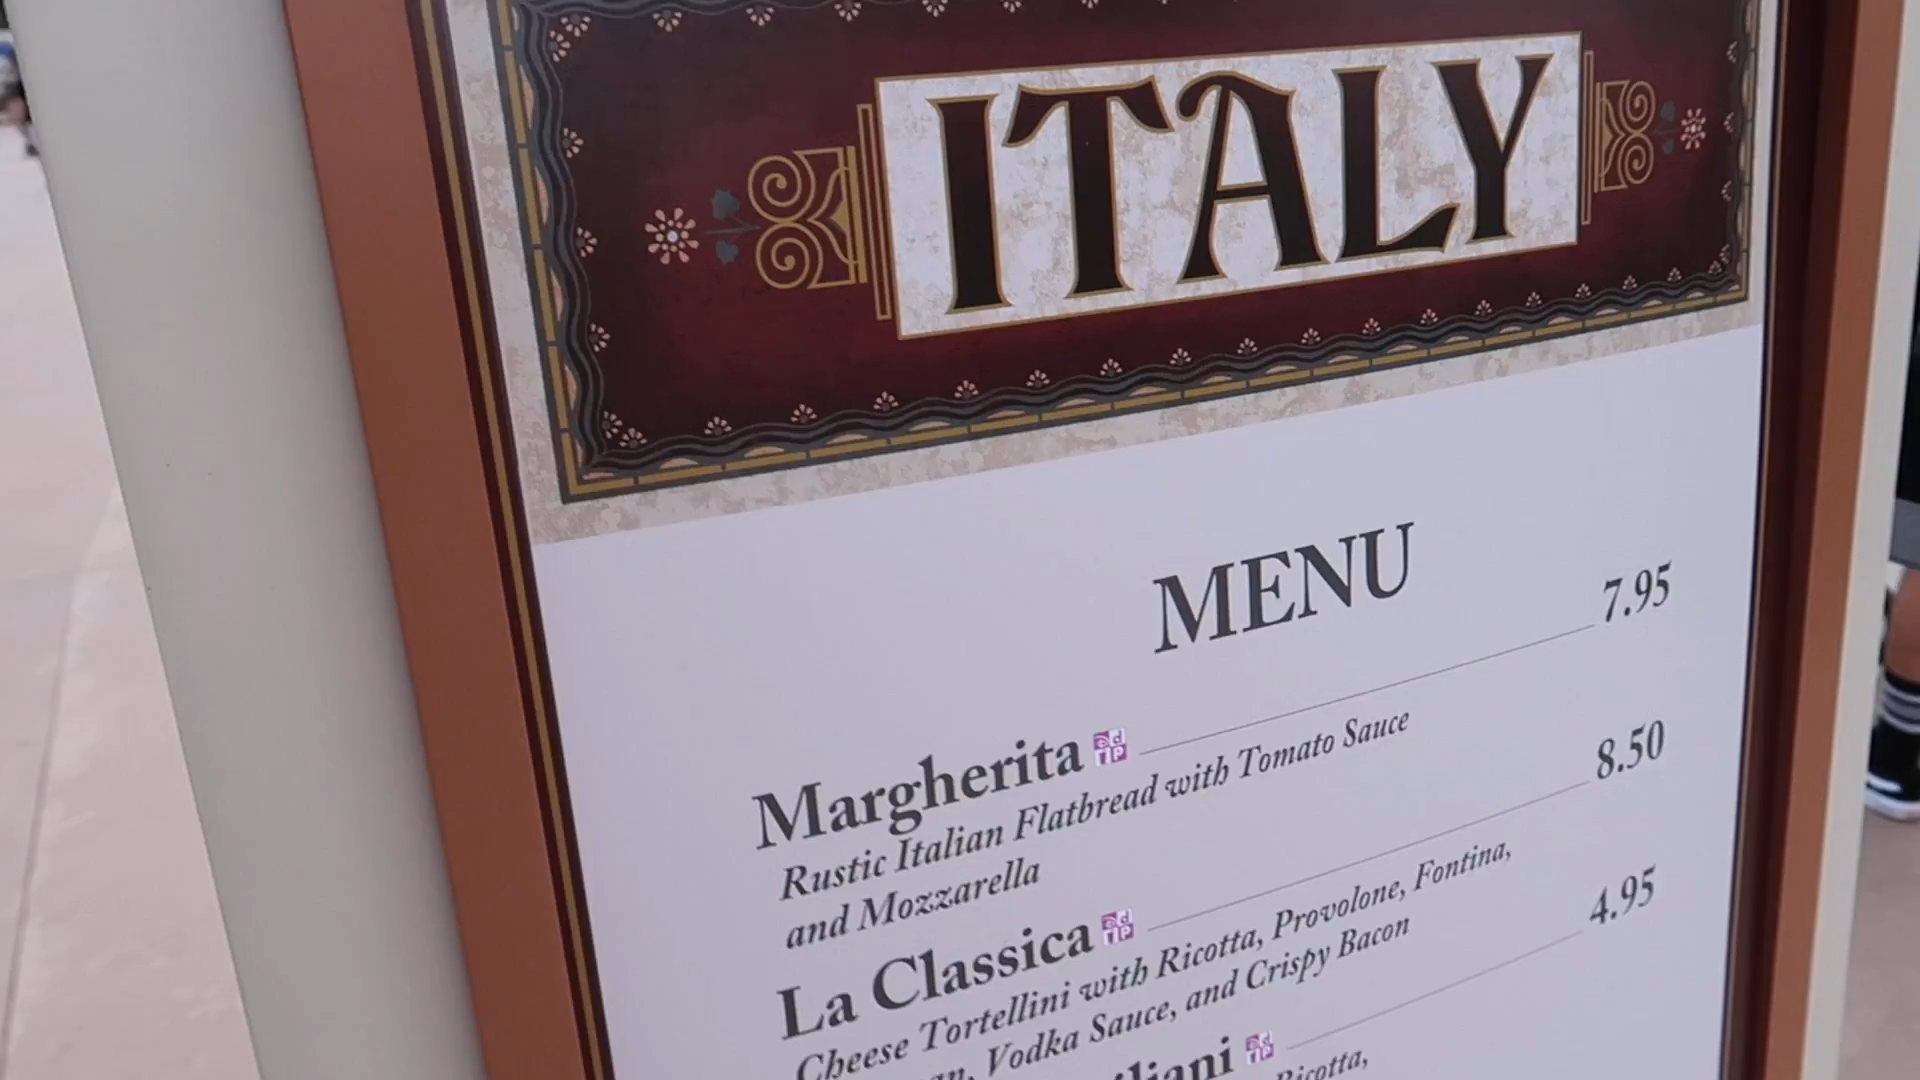 ITALY
MENU
Margherita 7.95
Rustic Italian Flatbread with Tomato Sauce
and Mozzarella
La Classica 8.50
Cheese Tortellini with Ricotta, Provolone, Fontina,
Vodka Sauce, and Crispy Bacon
4.95
Ricotta,